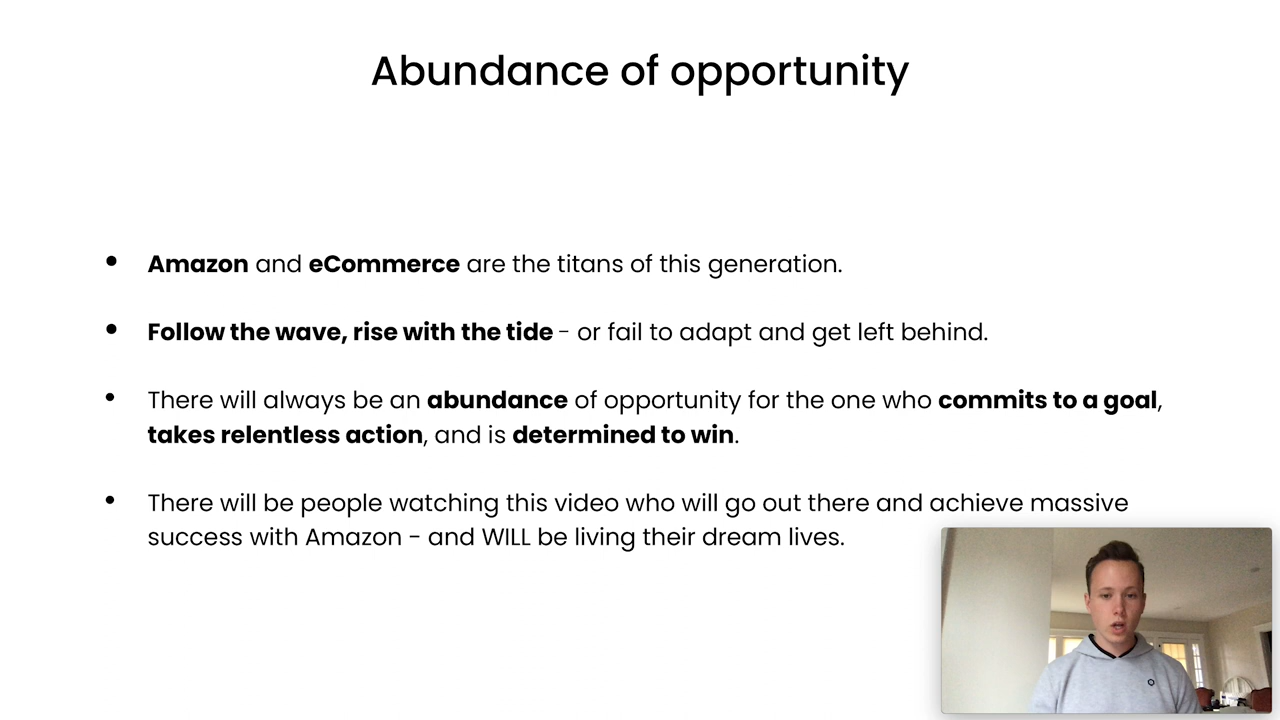 Abundance of opportunity
• Amazon and eCommerce are the titans of this generation.
• Follow the wave, rise with the tide - or fail to adapt and get left behind.
• There will always be an abundance of opportunity for the one who commits to a goal,
takes relentless action, and is determined to win.
• There will be people watching this video who will go out there and achieve massive
success with Amazon - and WILL be living their dream lives.